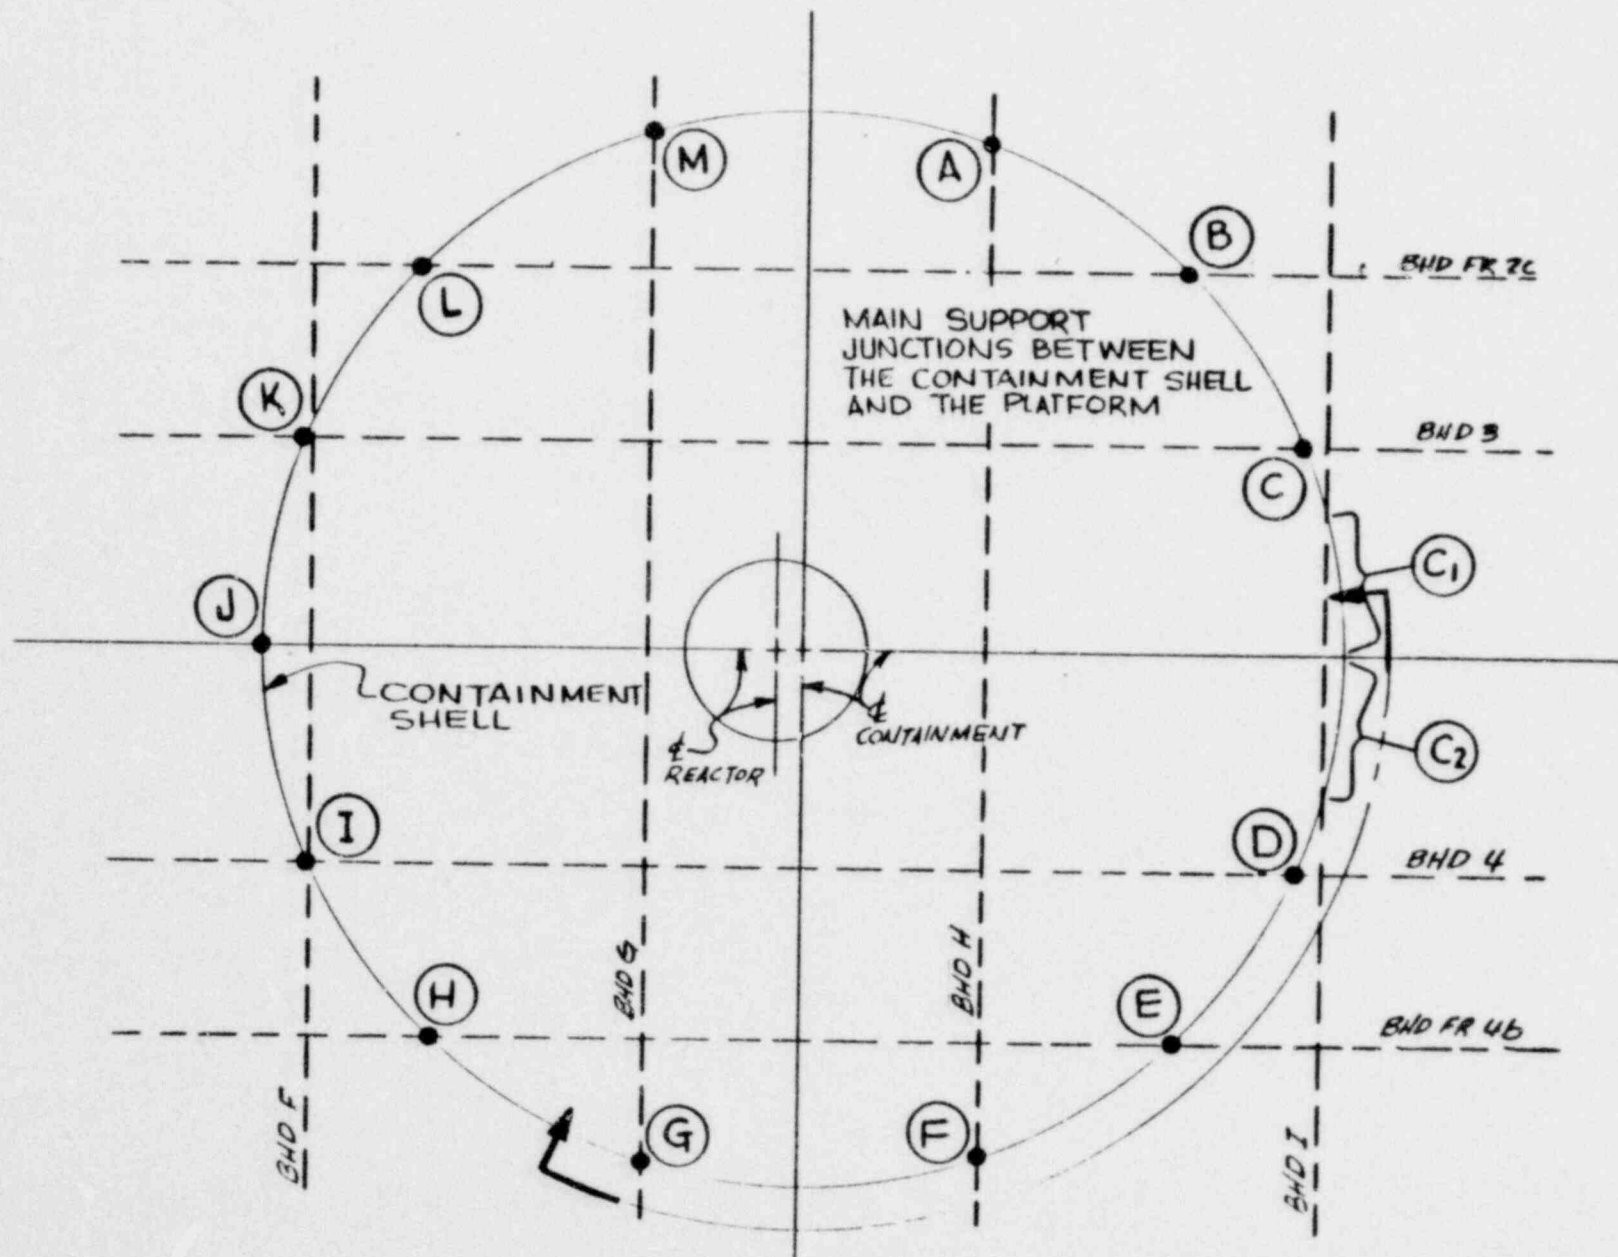 M
A
B
BHD FR 2C
L
MAIN SUPPORT
JUNCTIONS BETWEEN
THE CONTAINMENT SHELL
AND THE PLATFORM
K
BHD 3
C
C1
J
CONTAINMENT
SHELL
℄
REACTOR
℄
CONTAINMENT
C2
I
D
BHD 4
BHD G
BHD H
H
E
BHD FR 4b
BHD F
G
F
BHD I